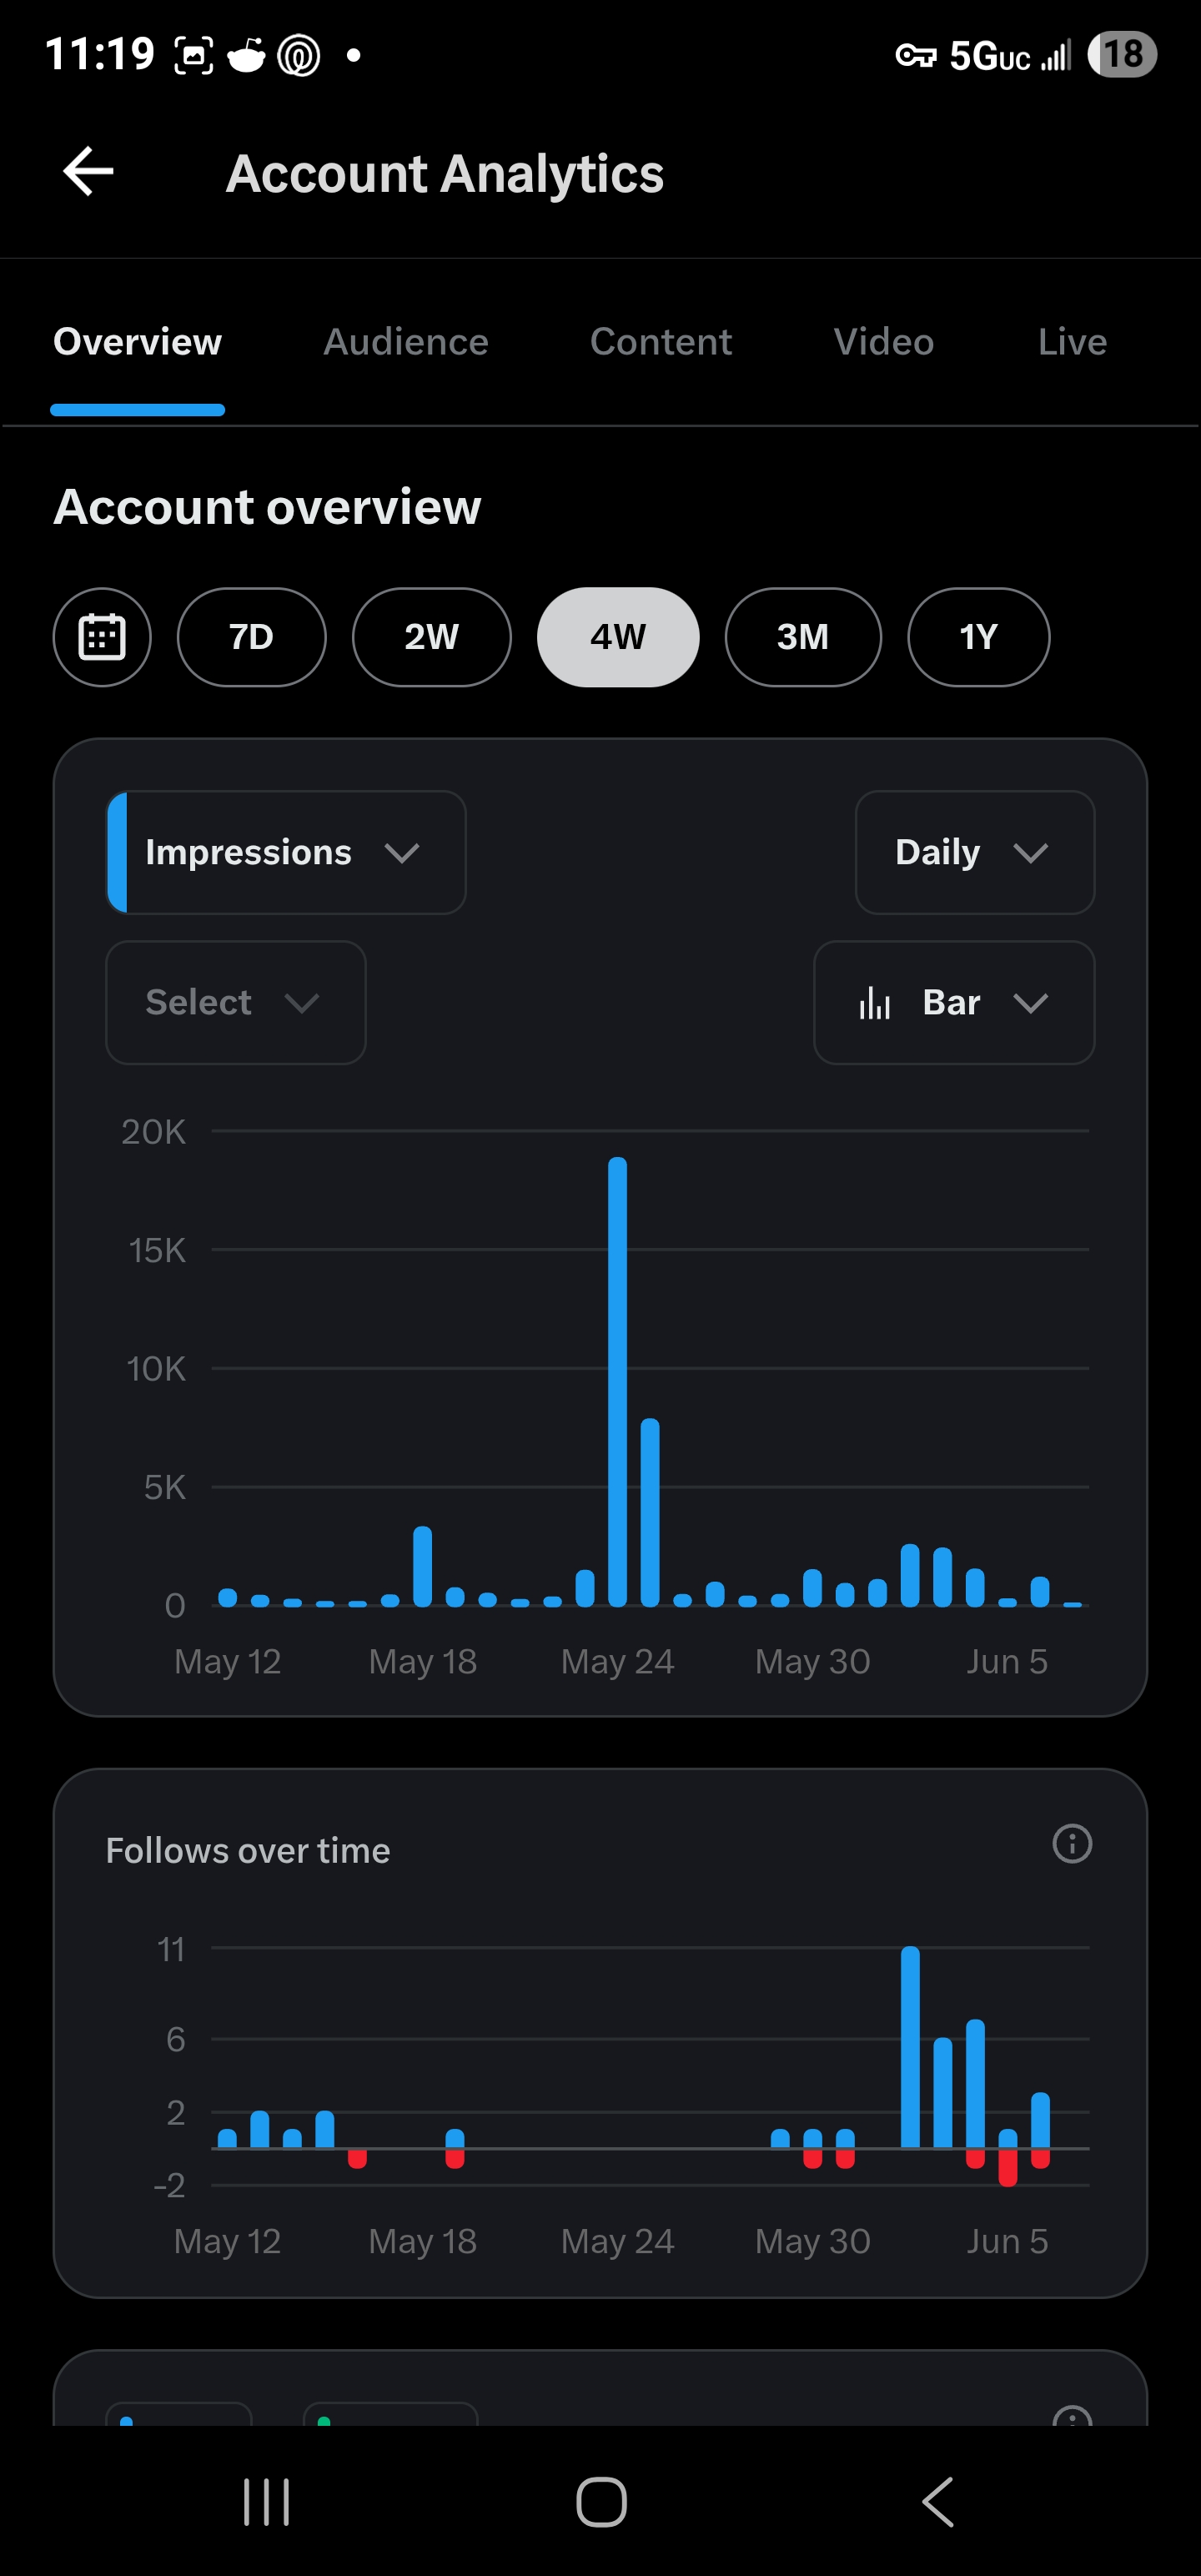 11:19 5G UC 18
Account Analytics
Overview Audience Content Video Live
Account overview
7D 2W 4W 3M 1Y
Impressions Daily
Select Bar
20K
15K
10K
5K
0
May 12 May 18 May 24 May 30 Jun 5
Follows over time
11
6
2
-2
May 12 May 18 May 24 May 30 Jun 5